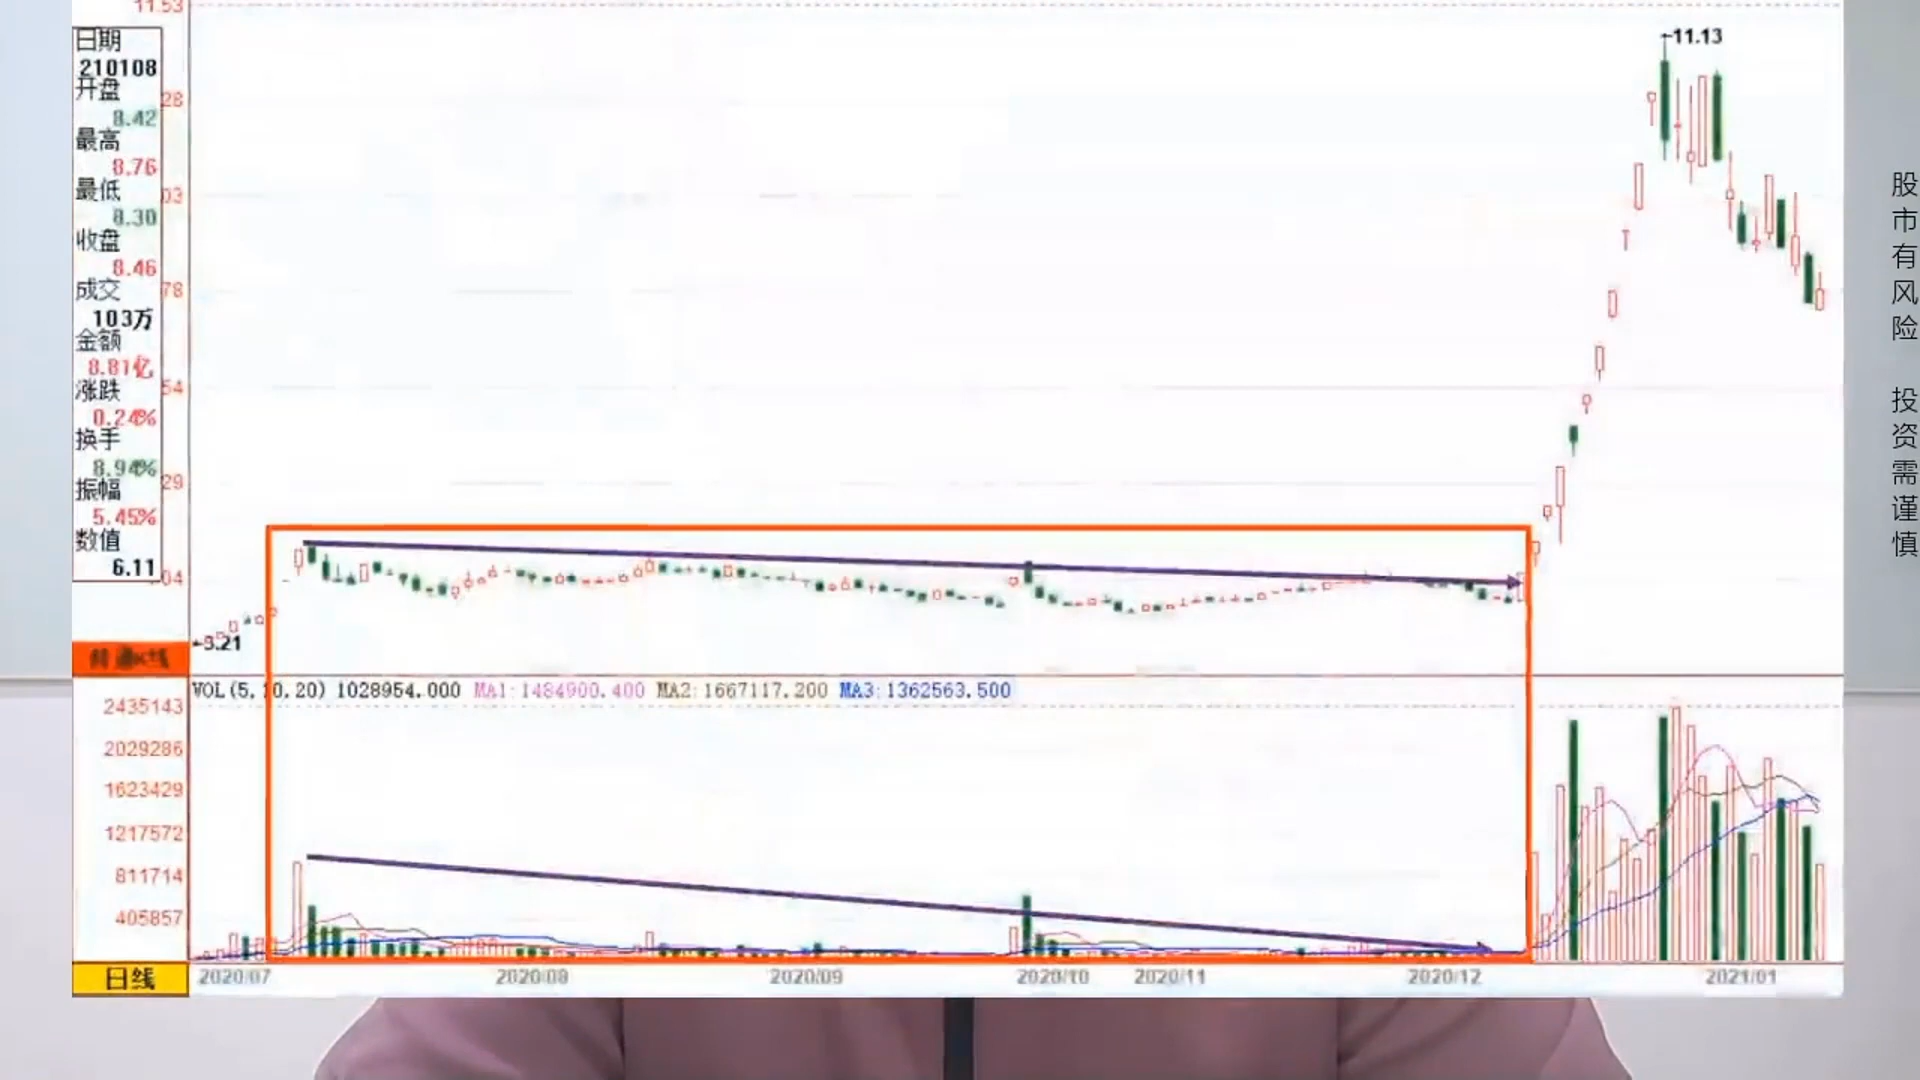 11.53
日期
210108
开盘
8.42
最高
8.76
最低
8.30
收盘
8.46
成交
103万
金额
8.81亿
涨跌
0.24%
换手
8.94%
振幅
5.45%
数值
6.11
28
03
78
54
29
04
11.13
VOL(5,10,20) 1028954.000 MA1:1484900.400 MA2:1667117.200 MA3:1362563.500
2435143
2029286
1623429
1217572
811714
405857
日线
2020/07
2020/08
2020/09
2020/10
2020/11
2020/12
2021/01
股市有风险 投资需谨慎